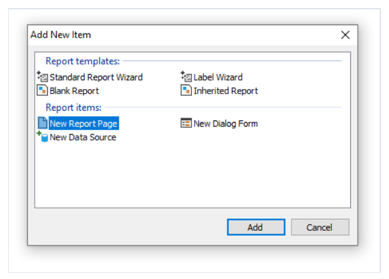 Add New Item
Report templates:
Standard Report Wizard
Label Wizard
Blank Report
Inherited Report
Report items:
New Report Page
New Dialog Form
New Data Source
Add
Cancel